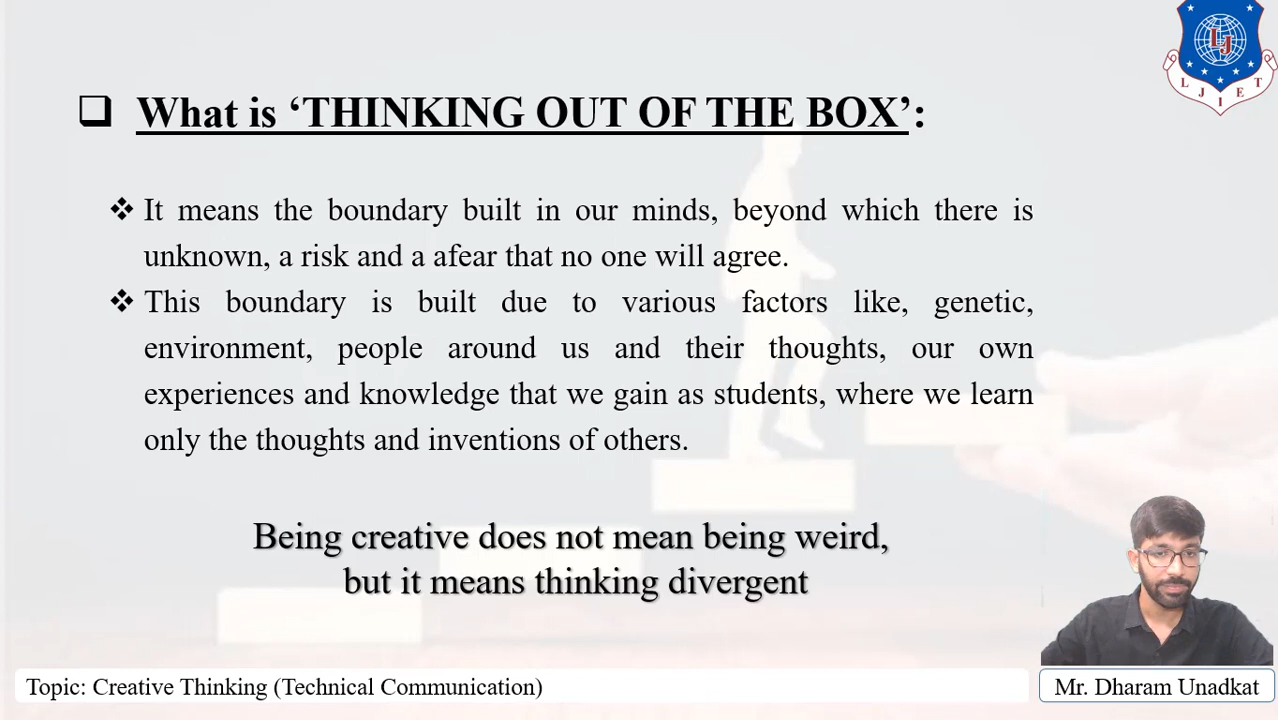 LJ
L J I E T
❑ What is ‘THINKING OUT OF THE BOX’:
❖ It means the boundary built in our minds, beyond which there is
unknown, a risk and a afear that no one will agree.
❖ This boundary is built due to various factors like, genetic,
environment, people around us and their thoughts, our own
experiences and knowledge that we gain as students, where we learn
only the thoughts and inventions of others.
Being creative does not mean being weird,
but it means thinking divergent
Topic: Creative Thinking (Technical Communication)
Mr. Dharam Unadkat